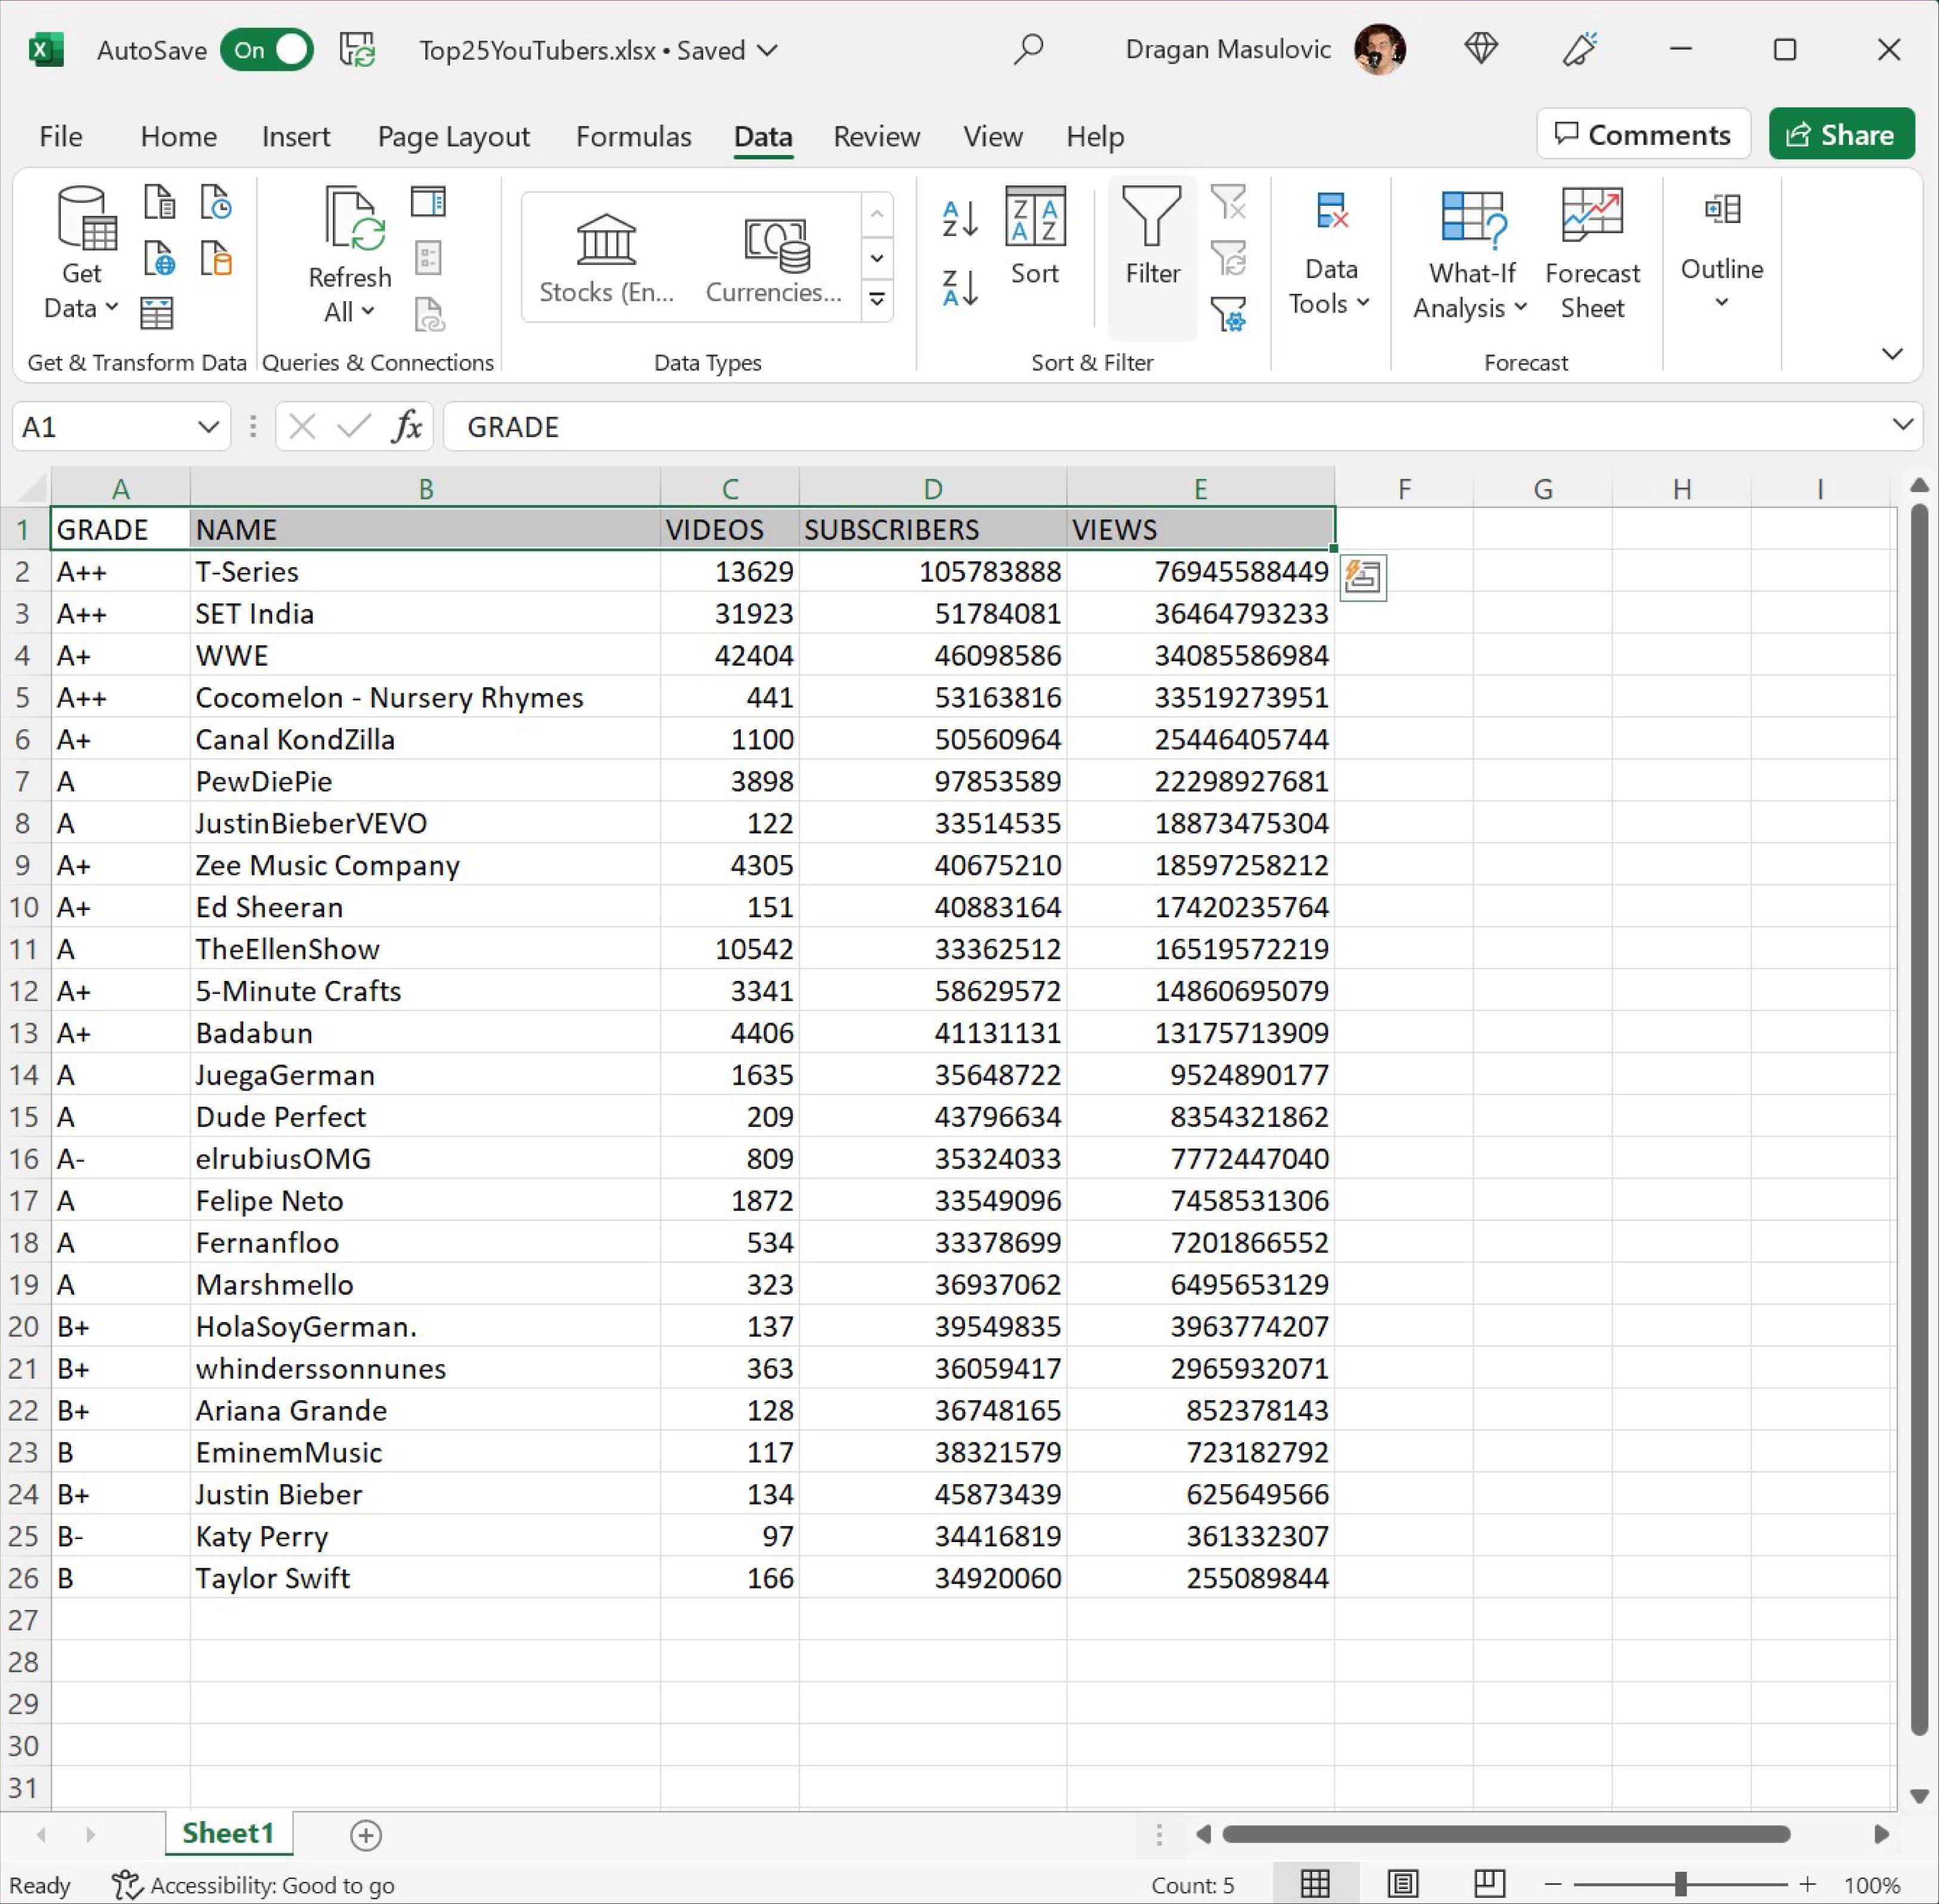 AutoSave On Top25YouTubers.xlsx • Saved Dragan Masulovic
File Home Insert Page Layout Formulas Data Review View Help Comments Share
Get Data Refresh All Stocks (En... Currencies... Sort Filter Data Tools What-If Analysis Forecast Sheet Outline
Get & Transform Data Queries & Connections Data Types Sort & Filter Forecast
A1 fx GRADE
A B C D E F G H I
1 GRADE NAME VIDEOS SUBSCRIBERS VIEWS
2 A++ T-Series 13629 105783888 76945588449
3 A++ SET India 31923 51784081 36464793233
4 A+ WWE 42404 46098586 34085586984
5 A++ Cocomelon - Nursery Rhymes 441 53163816 33519273951
6 A+ Canal KondZilla 1100 50560964 25446405744
7 A PewDiePie 3898 97853589 22298927681
8 A JustinBieberVEVO 122 33514535 18873475304
9 A+ Zee Music Company 4305 40675210 18597258212
10 A+ Ed Sheeran 151 40883164 17420235764
11 A TheEllenShow 10542 33362512 16519572219
12 A+ 5-Minute Crafts 3341 58629572 14860695079
13 A+ Badabun 4406 41131131 13175713909
14 A JuegaGerman 1635 35648722 9524890177
15 A Dude Perfect 209 43796634 8354321862
16 A- elrubiusOMG 809 35324033 7772447040
17 A Felipe Neto 1872 33549096 7458531306
18 A Fernanfloo 534 33378699 7201866552
19 A Marshmello 323 36937062 6495653129
20 B+ HolaSoyGerman. 137 39549835 3963774207
21 B+ whinderssonnunes 363 36059417 2965932071
22 B+ Ariana Grande 128 36748165 852378143
23 B EminemMusic 117 38321579 723182792
24 B+ Justin Bieber 134 45873439 625649566
25 B- Katy Perry 97 34416819 361332307
26 B Taylor Swift 166 34920060 255089844
27
28
29
30
31
Sheet1
Ready Accessibility: Good to go Count: 5 100%